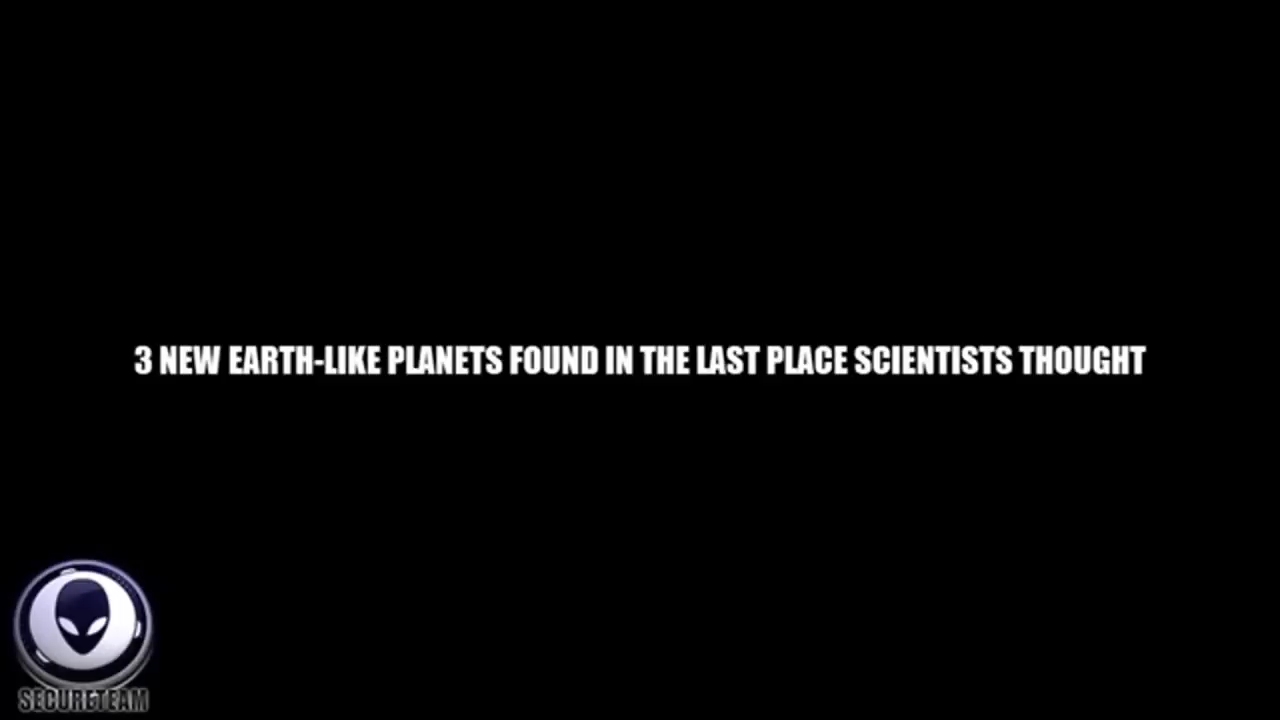 3 NEW EARTH-LIKE PLANETS FOUND IN THE LAST PLACE SCIENTISTS THOUGHT
SECURETEAM